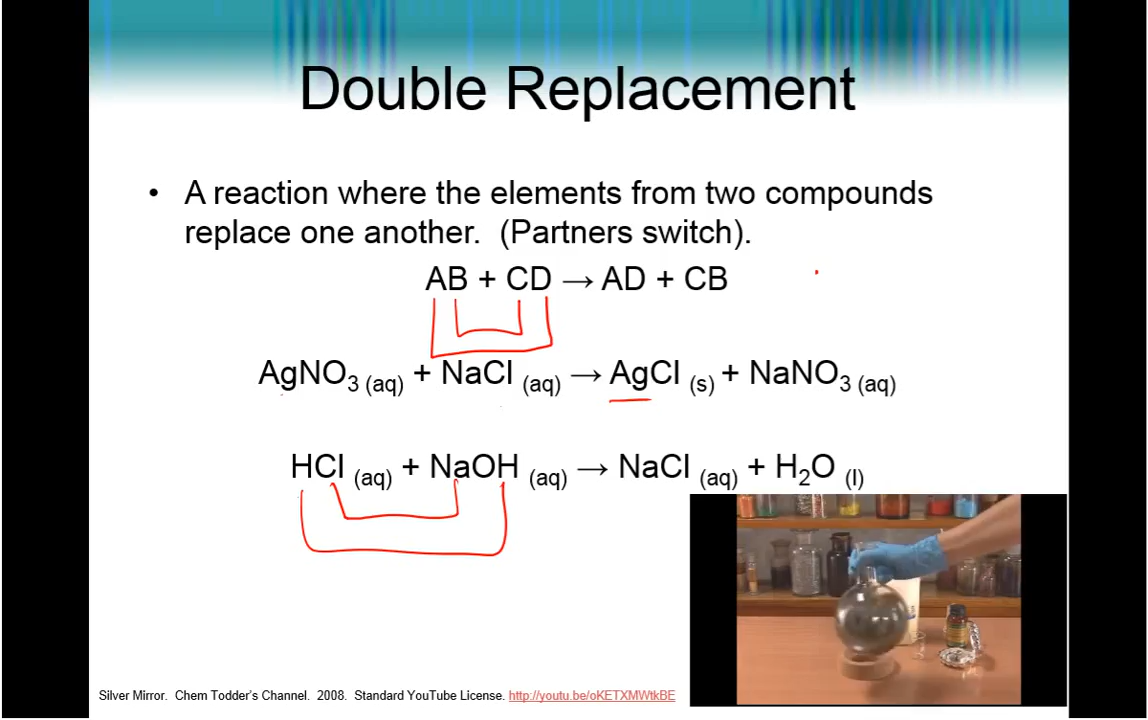 Double Replacement
• A reaction where the elements from two compounds
replace one another. (Partners switch).
AB + CD → AD + CB
AgNO₃ (aq) + NaCl (aq) → AgCl (s) + NaNO₃ (aq)
HCl (aq) + NaOH (aq) → NaCl (aq) + H₂O (l)
Silver Mirror. Chem Todder's Channel. 2008. Standard YouTube License. http://youtu.be/oKETXMWtkBE